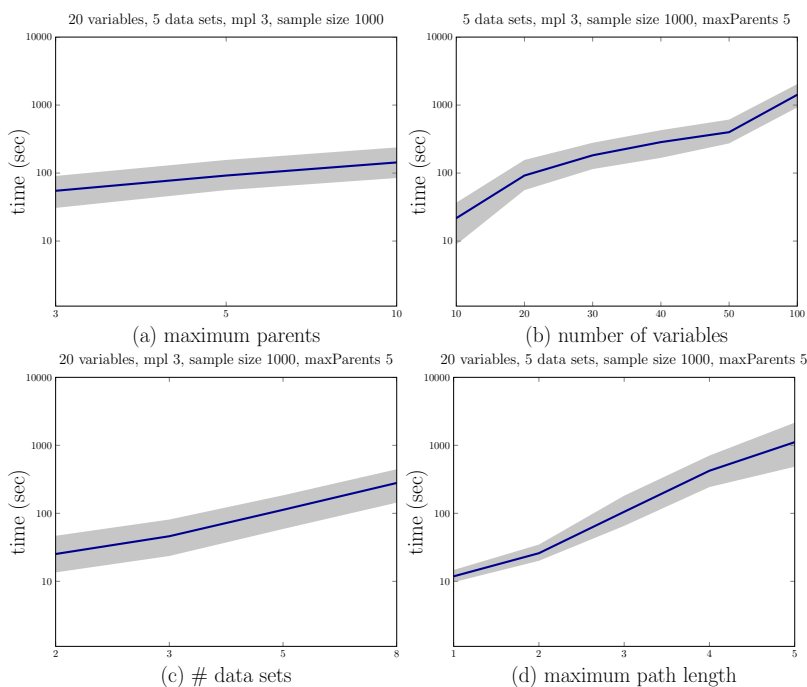 20 variables, 5 data sets, mpl 3, sample size 1000
10000
1000
100
10
time (sec)
3
5
10
(a) maximum parents
5 data sets, mpl 3, sample size 1000, maxParents 5
10000
1000
100
10
time (sec)
10
20
30
40
50
100
(b) number of variables
20 variables, mpl 3, sample size 1000, maxParents 5
10000
1000
100
10
time (sec)
2
3
5
8
(c) # data sets
20 variables, 5 data sets, sample size 1000, maxParents 5
10000
1000
100
10
time (sec)
1
2
3
4
5
(d) maximum path length